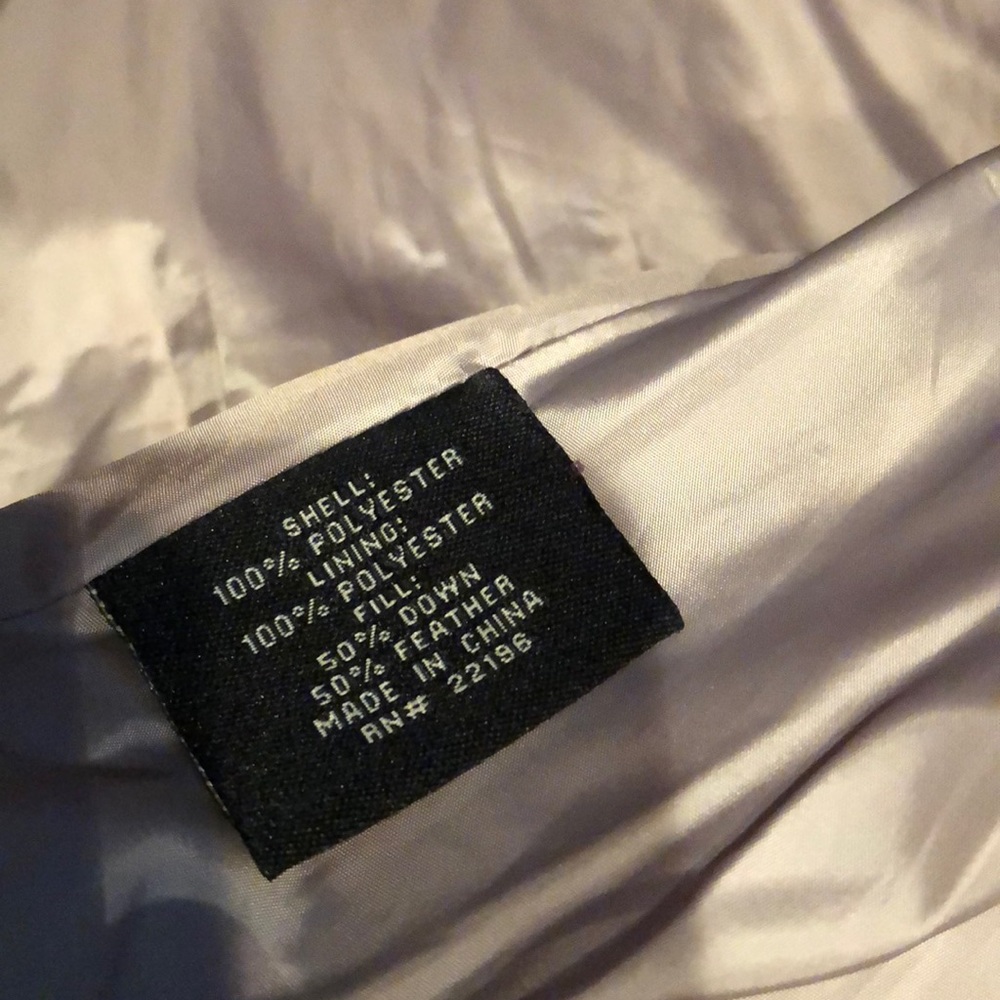 SHELL:
100% POLYESTER
LINING:
100% POLYESTER
FILL:
50% DOWN
50% FEATHER
MADE IN CHINA
RN# 22196